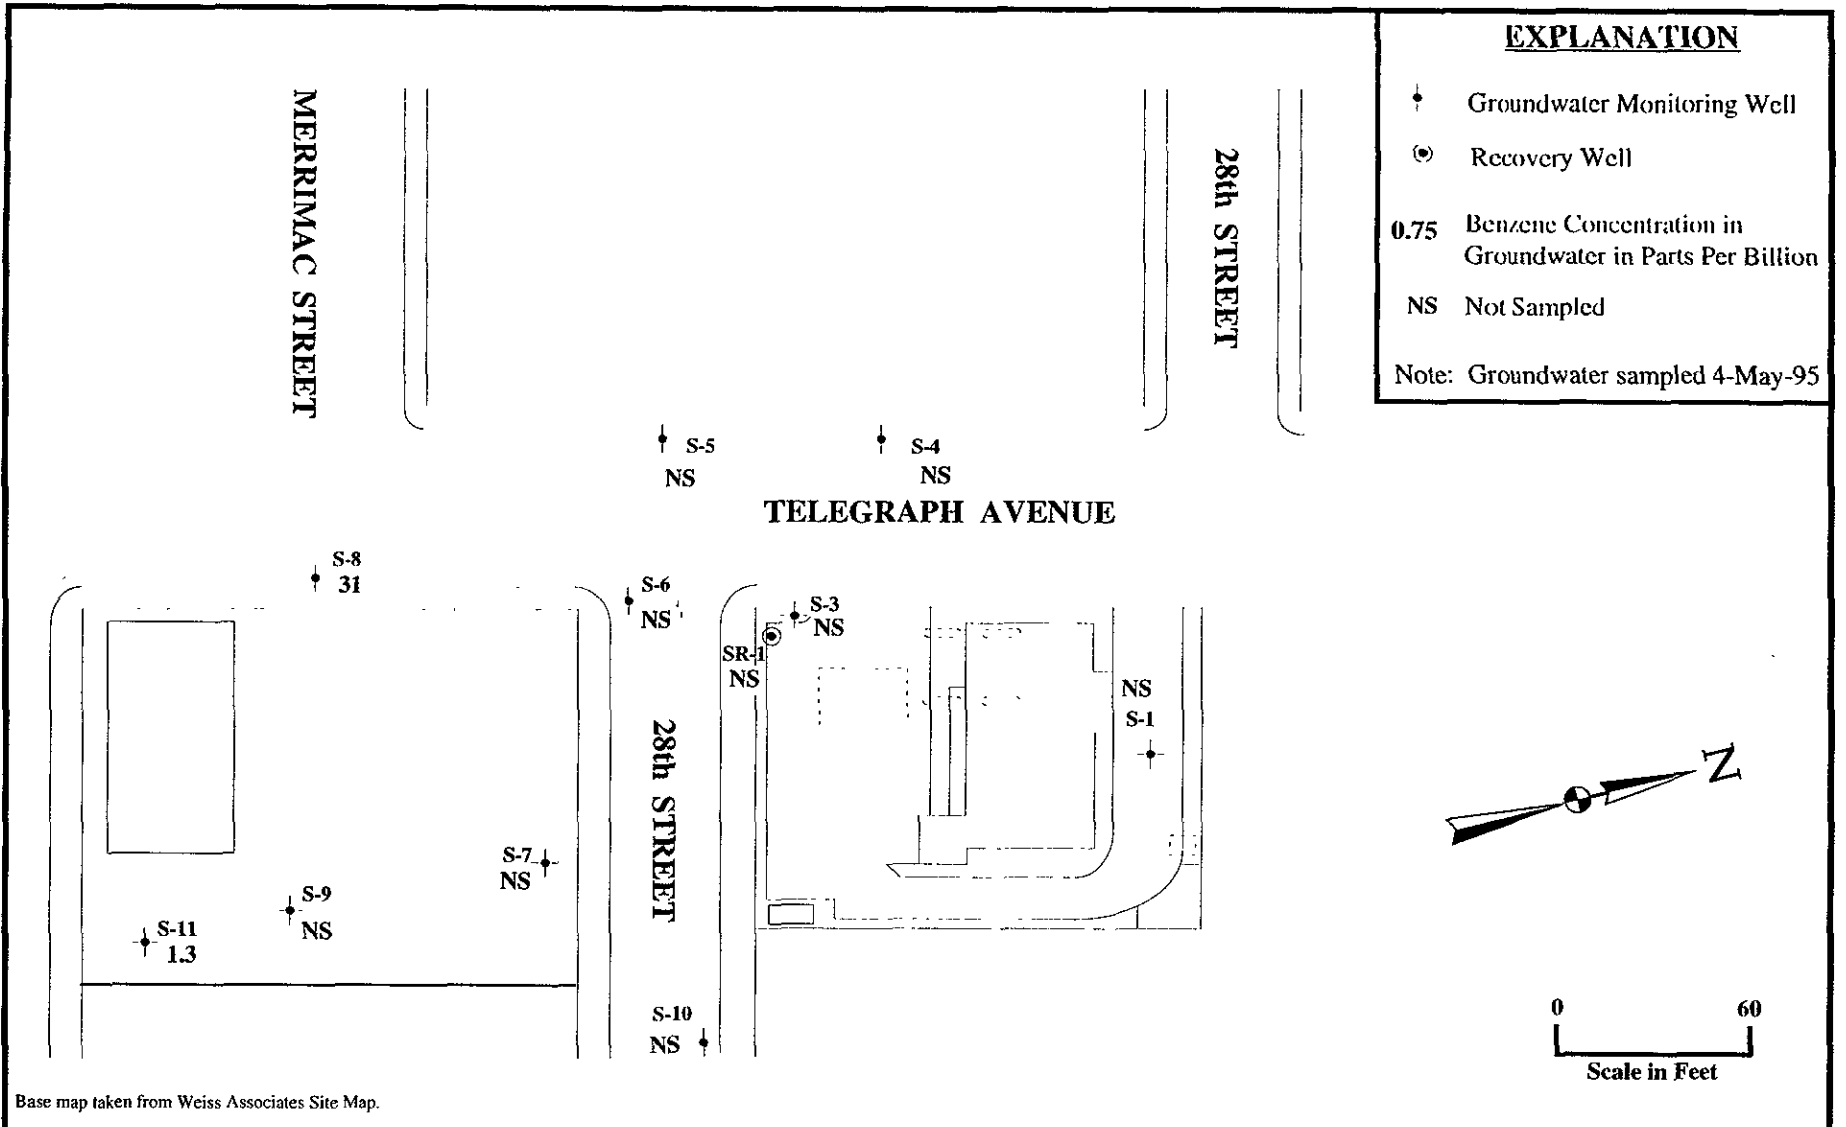 EXPLANATION
Groundwater Monitoring Well
Recovery Well
0.75 Benzene Concentration in
Groundwater in Parts Per Billion
NS Not Sampled
Note: Groundwater sampled 4-May-95
MERRIMAC STREET
28th STREET
S-5
NS
S-4
NS
TELEGRAPH AVENUE
S-8
31
S-6
NS
S-3
NS
SR-1
NS
NS
S-1
28th STREET
N
S-7
NS
S-9
NS
S-11
1.3
S-10
NS
0 60
Scale in Feet
Base map taken from Weiss Associates Site Map.